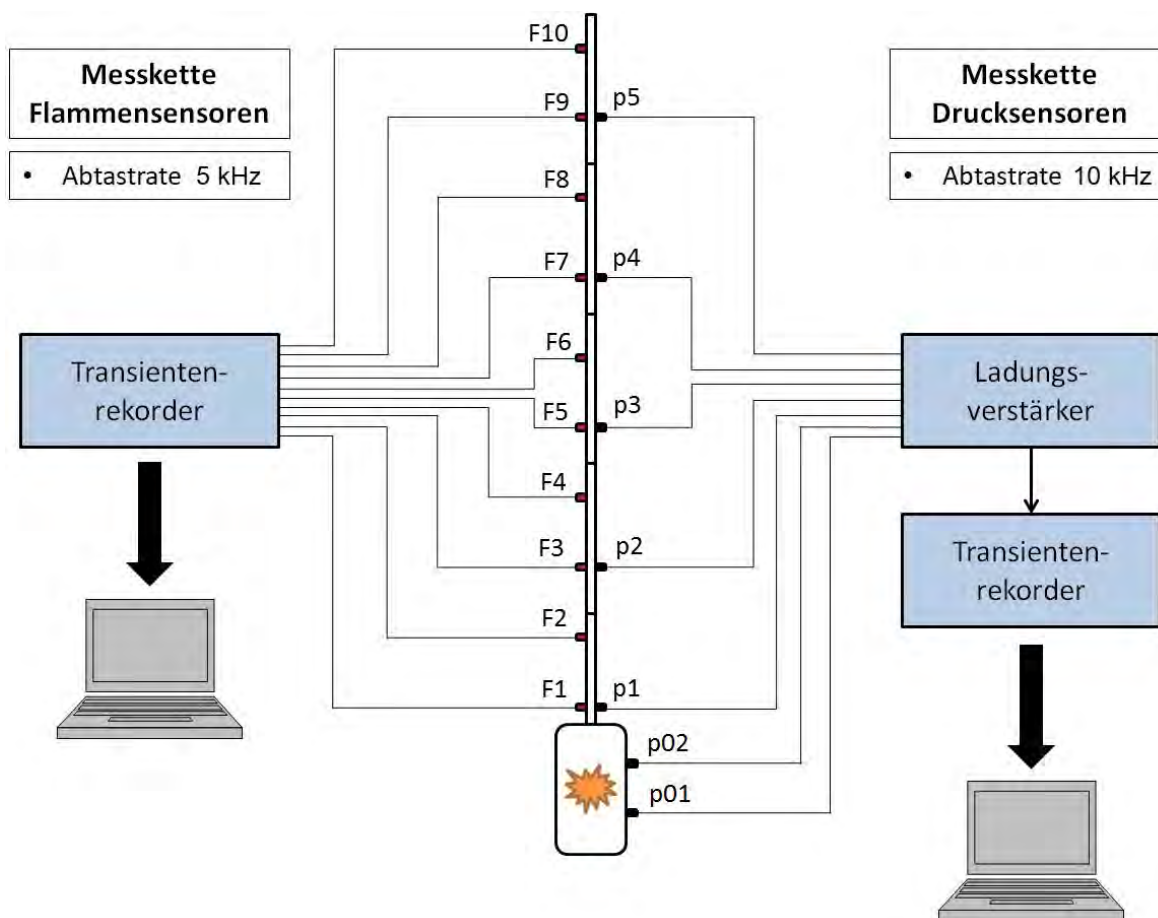 Messkette
Flammensensoren
• Abtastrate 5 kHz
Transienten-
rekorder
F10
F9
F8
F7
F6
F5
F4
F3
F2
F1
p5
p4
p3
p2
p1
p02
p01
Messkette
Drucksensoren
• Abtastrate 10 kHz
Ladungs-
verstärker
Transienten-
rekorder